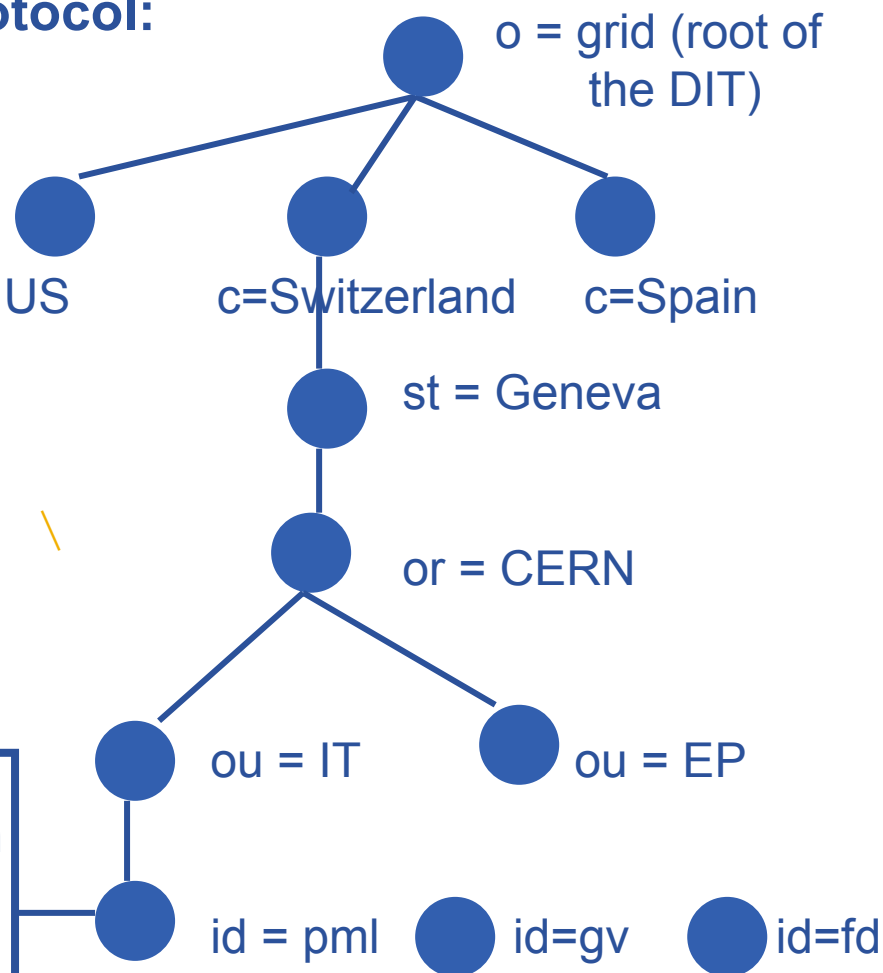 otocol:
o = grid (root of
the DIT)
US
c=Switzerland
c=Spain
st = Geneva
or = CERN
ou = IT
ou = EP
id = pml
id=gv
id=fd